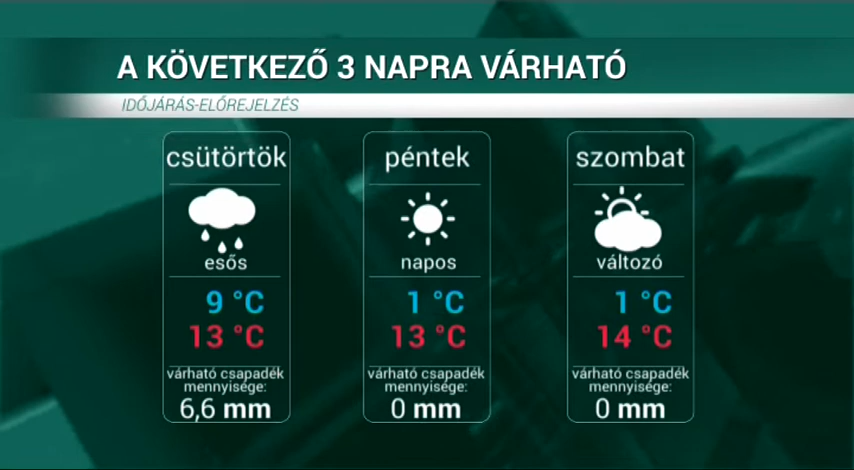 A KÖVETKEZŐ 3 NAPRA VÁRHATÓ
IDŐJÁRÁS-ELŐREJELZÉS
csütörtök
esős
9 °C
13 °C
várható csapadék
mennyisége:
6,6 mm
péntek
napos
1 °C
13 °C
várható csapadék
mennyisége:
0 mm
szombat
változó
1 °C
14 °C
várható csapadék
mennyisége:
0 mm